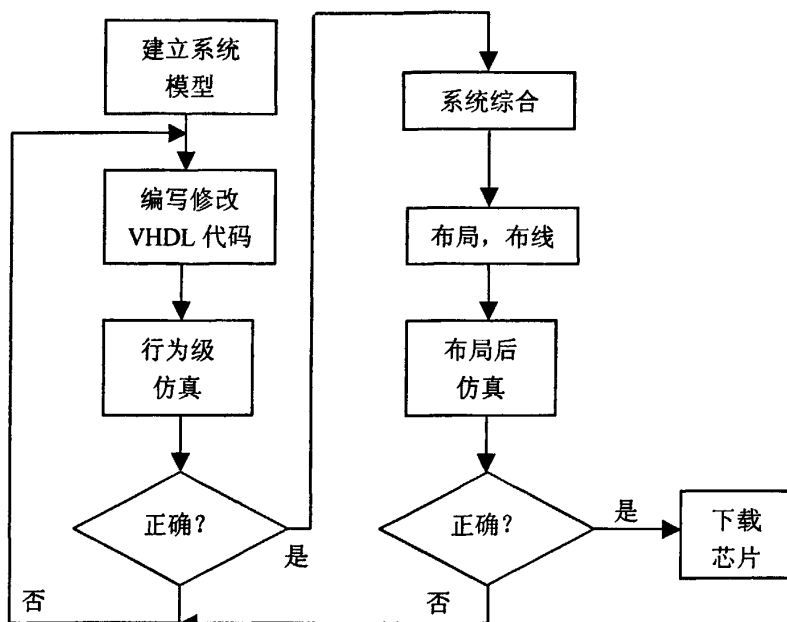 建立系统
模型
编写修改
VHDL 代码
行为级
仿真
正确？
是
否
系统综合
布局，布线
布局后
仿真
正确？
是
否
下载
芯片